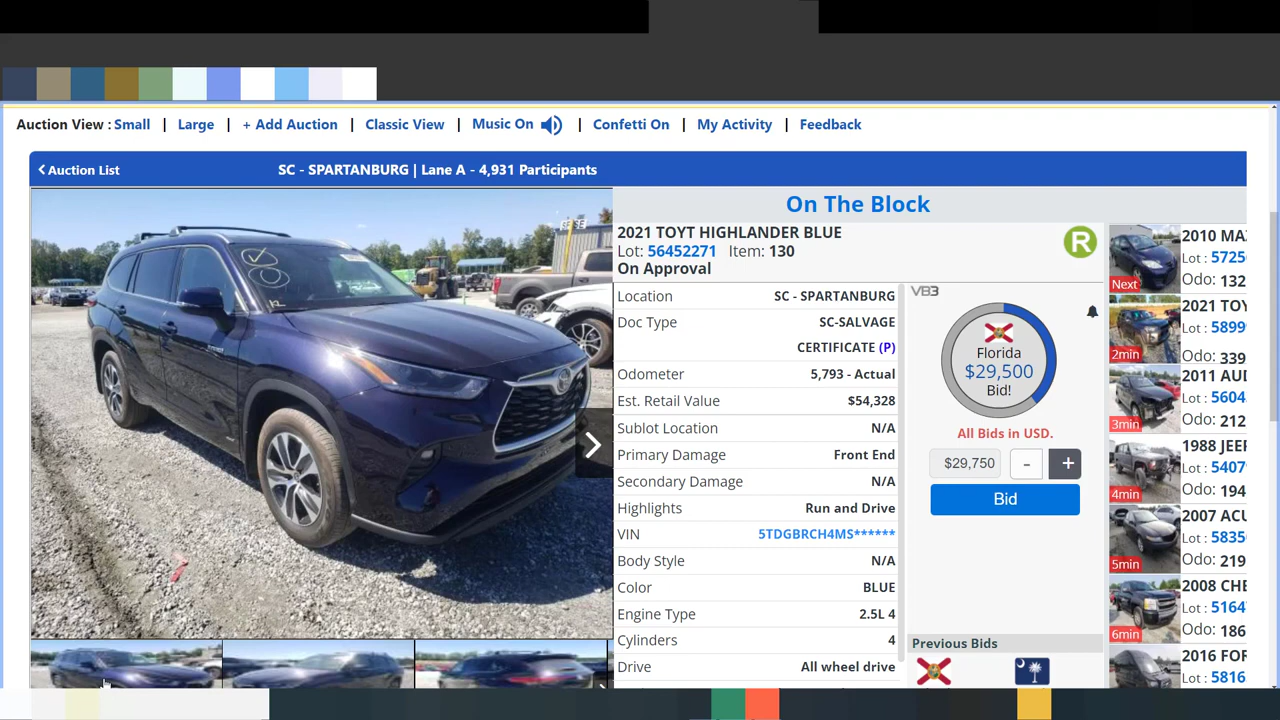 Auction View : Small | Large | + Add Auction | Classic View | Music On | Confetti On | My Activity | Feedback
Auction List
SC - SPARTANBURG | Lane A - 4,931 Participants
On The Block
2021 TOYT HIGHLANDER BLUE
Lot: 56452271 Item: 130
On Approval
R
Location SC - SPARTANBURG
Doc Type SC-SALVAGE
CERTIFICATE (P)
Odometer 5,793 - Actual
Est. Retail Value $54,328
Sublot Location N/A
Primary Damage Front End
Secondary Damage N/A
Highlights Run and Drive
VIN 5TDGBRCH4MS******
Body Style N/A
Color BLUE
Engine Type 2.5L 4
Cylinders 4
Drive All wheel drive
VB3
Florida
$29,500
Bid!
All Bids in USD.
$29,750 - +
Bid
Previous Bids
2010 MA
Lot : 5725
Next Odo: 132
2021 TOY
Lot : 5899
2min Odo: 339
2011 AUD
Lot : 5604
3min Odo: 212
1988 JEEP
Lot : 5407
4min Odo: 194
2007 ACU
Lot : 5835
5min Odo: 219
2008 CHE
Lot : 5164
6min Odo: 186
2016 FOR
Lot : 5816